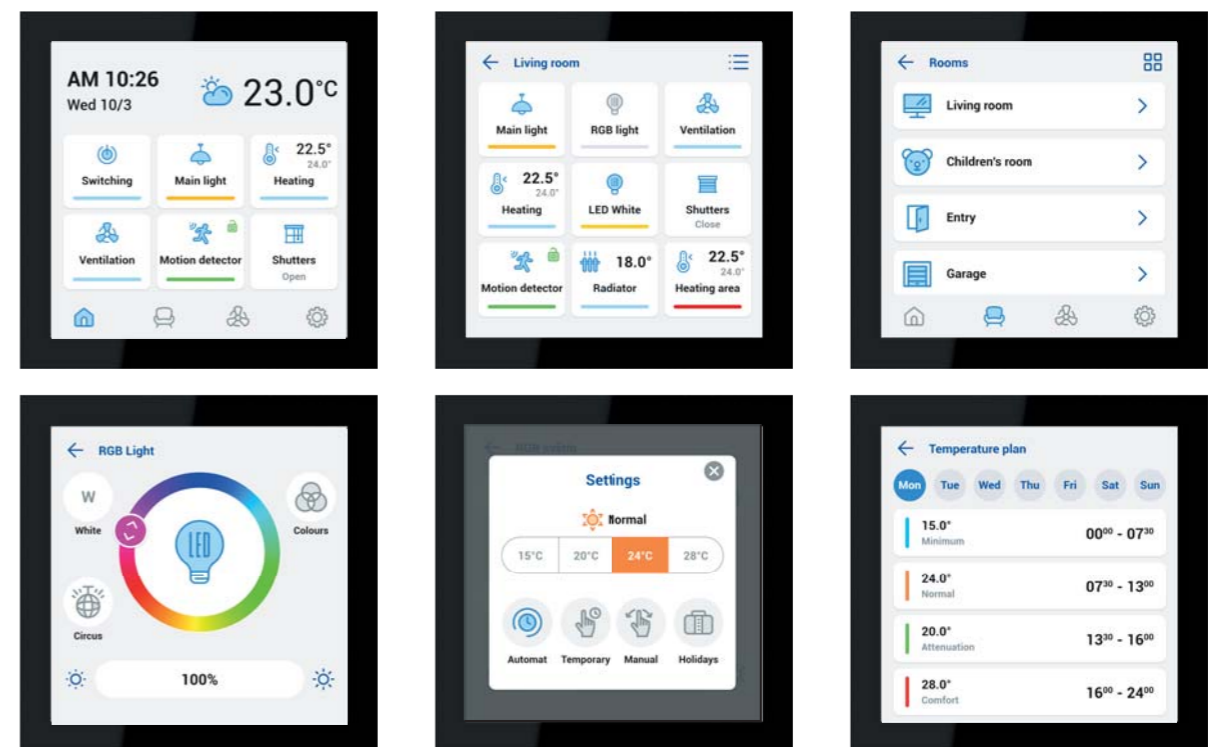 AM 10:26
Wed 10/3
23.0°C
Switching
Main light
22.5°
24.0°
Heating
Ventilation
Motion detector
Shutters
Open
Living room
Main light
RGB light
Ventilation
22.5°
24.0°
Heating
LED White
Shutters
Close
Motion detector
18.0°
Radiator
22.5°
24.0°
Heating area
Rooms
Living room
Children's room
Entry
Garage
RGB Light
W
White
Colours
LED
Circus
100%
Settings
Normal
15°C 20°C 24°C 28°C
Automat Temporary Manual Holidays
Temperature plan
Mon Tue Wed Thu Fri Sat Sun
15.0°
Minimum
00⁰⁰ - 07³⁰
24.0°
Normal
07³⁰ - 13⁰⁰
20.0°
Attenuation
13³⁰ - 16⁰⁰
28.0°
Comfort
16⁰⁰ - 24⁰⁰